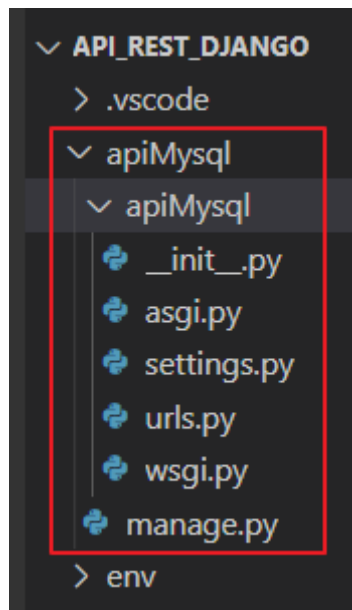 API_REST_DJANGO
.vscode
apiMysql
apiMysql
__init__.py
asgi.py
settings.py
urls.py
wsgi.py
manage.py
env